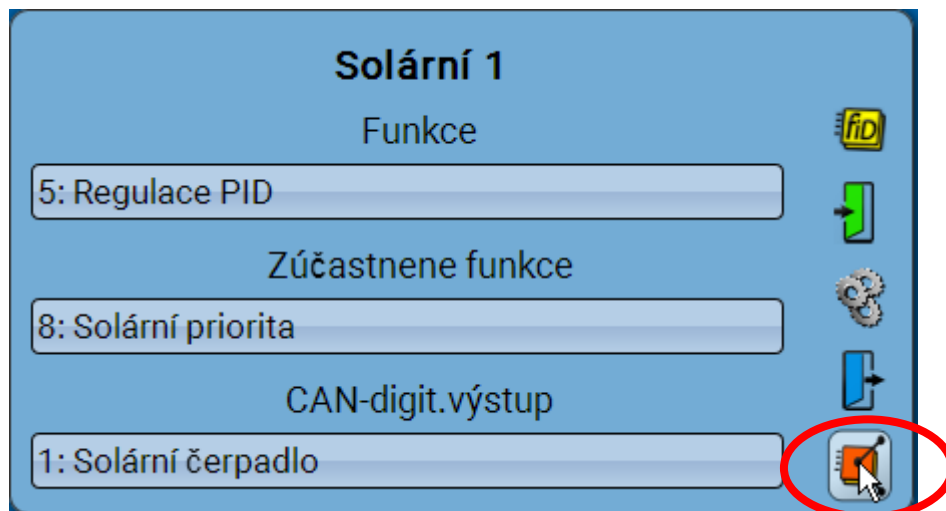 Solární 1
Funkce
fiD
5: Regulace PID
Zúčastnene funkce
8: Solární priorita
CAN-digit.výstup
1: Solární čerpadlo